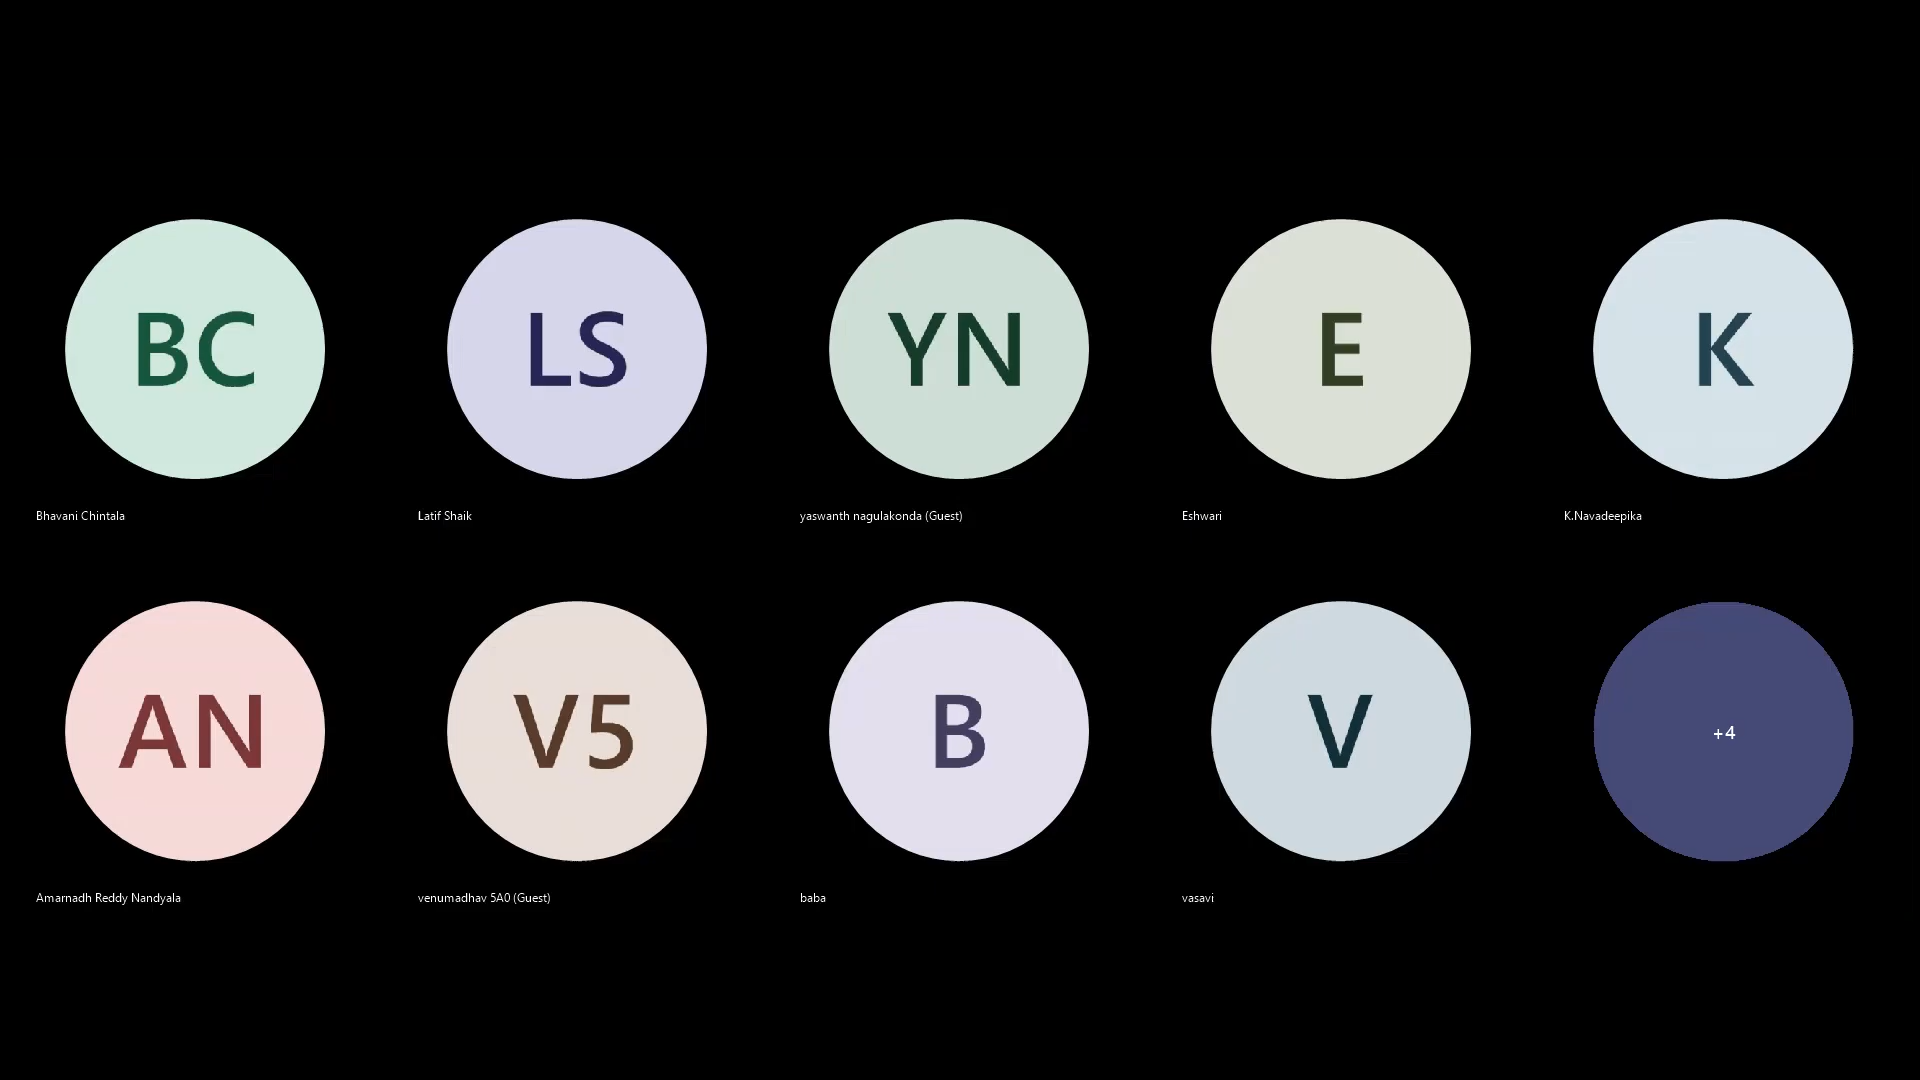 BC
LS
YN
E
K
Bhavani Chintala
Latif Shaik
yaswanth nagulakonda (Guest)
Eshwari
K.Navadeepika
AN
V5
B
V
+4
Amarnadh Reddy Nandyala
venumadhav 5A0 (Guest)
baba
vasavi